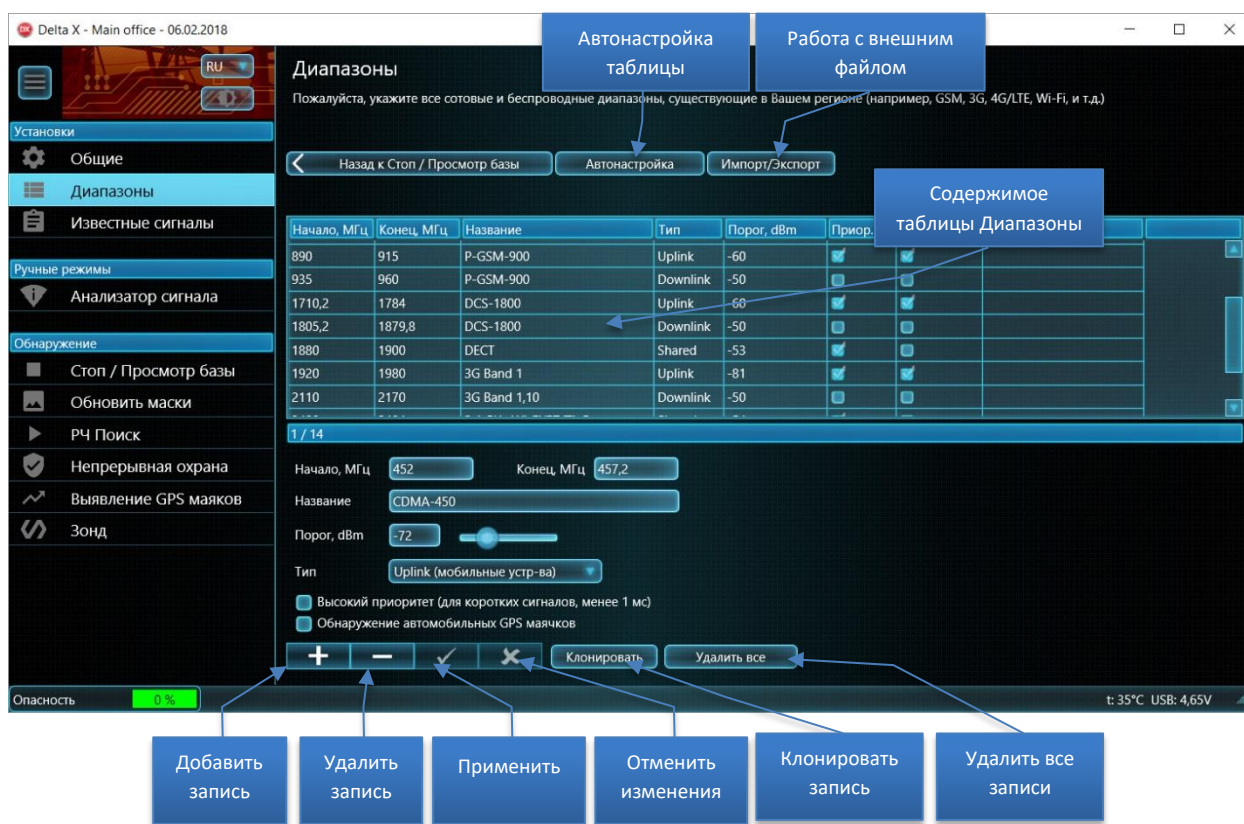 Delta X - Main office - 06.02.2018
Автонастройка
таблицы
Работа с внешним
файлом
RU
Диапазоны
Пожалуйста, укажите все сотовые и беспроводные диапазоны, существующие в Вашем регионе (например, GSM, 3G, 4G/LTE, Wi-Fi, и т.д.)
Установки
Общие
Диапазоны
Известные сигналы
Ручные режимы
Анализатор сигнала
Обнаружение
Стоп / Просмотр базы
Обновить маски
РЧ Поиск
Непрерывная охрана
Выявление GPS маяков
Зонд
Назад к Стоп / Просмотр базы Автонастройка Импорт/Экспорт
Содержимое
таблицы Диапазоны
Начало, МГц Конец, МГц Название Тип Порог, dBm Приор.
890 915 P-GSM-900 Uplink -60
935 960 P-GSM-900 Downlink -50
1710,2 1784 DCS-1800 Uplink -60
1805,2 1879,8 DCS-1800 Downlink -50
1880 1900 DECT Shared -53
1920 1980 3G Band 1 Uplink -81
2110 2170 3G Band 1,10 Downlink -50
1 / 14
Начало, МГц 452 Конец, МГц 457,2
Название CDMA-450
Порог, dBm -72
Тип Uplink (мобильные устр-ва)
Высокий приоритет (для коротких сигналов, менее 1 мс)
Обнаружение автомобильных GPS маячков
Клонировать Удалить все
Опасность 0 % t: 35°C USB: 4,65V
Добавить
запись
Удалить
запись
Применить
Отменить
изменения
Клонировать
запись
Удалить все
записи